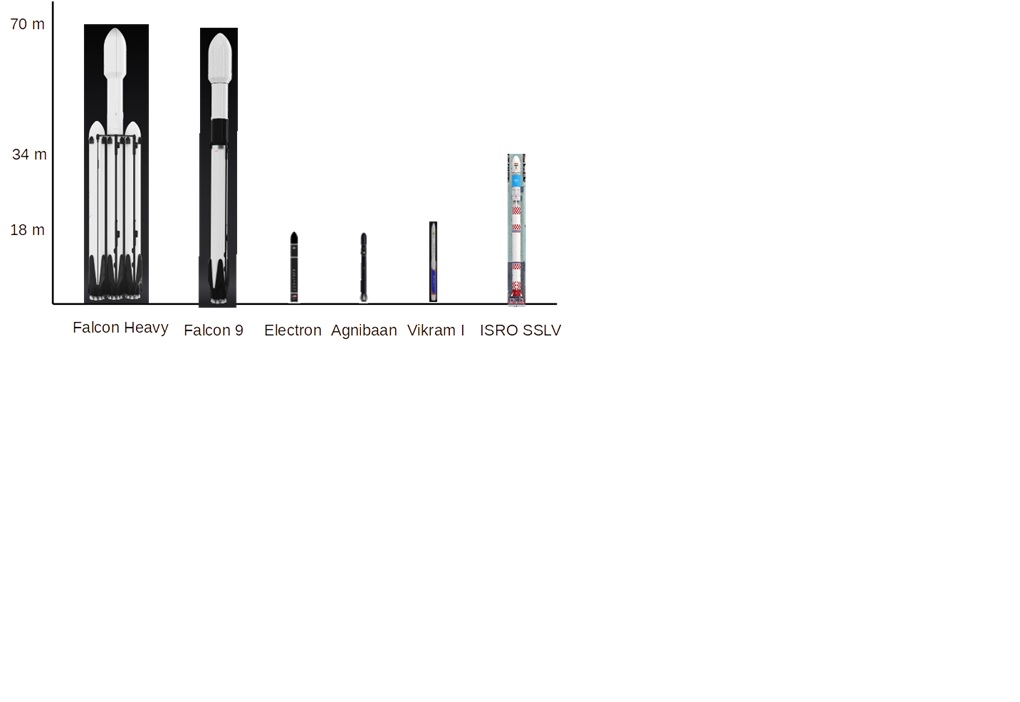 70 m
34 m
18 m
Falcon Heavy
Falcon 9
Electron
Agnibaan
Vikram I
ISRO SSLV